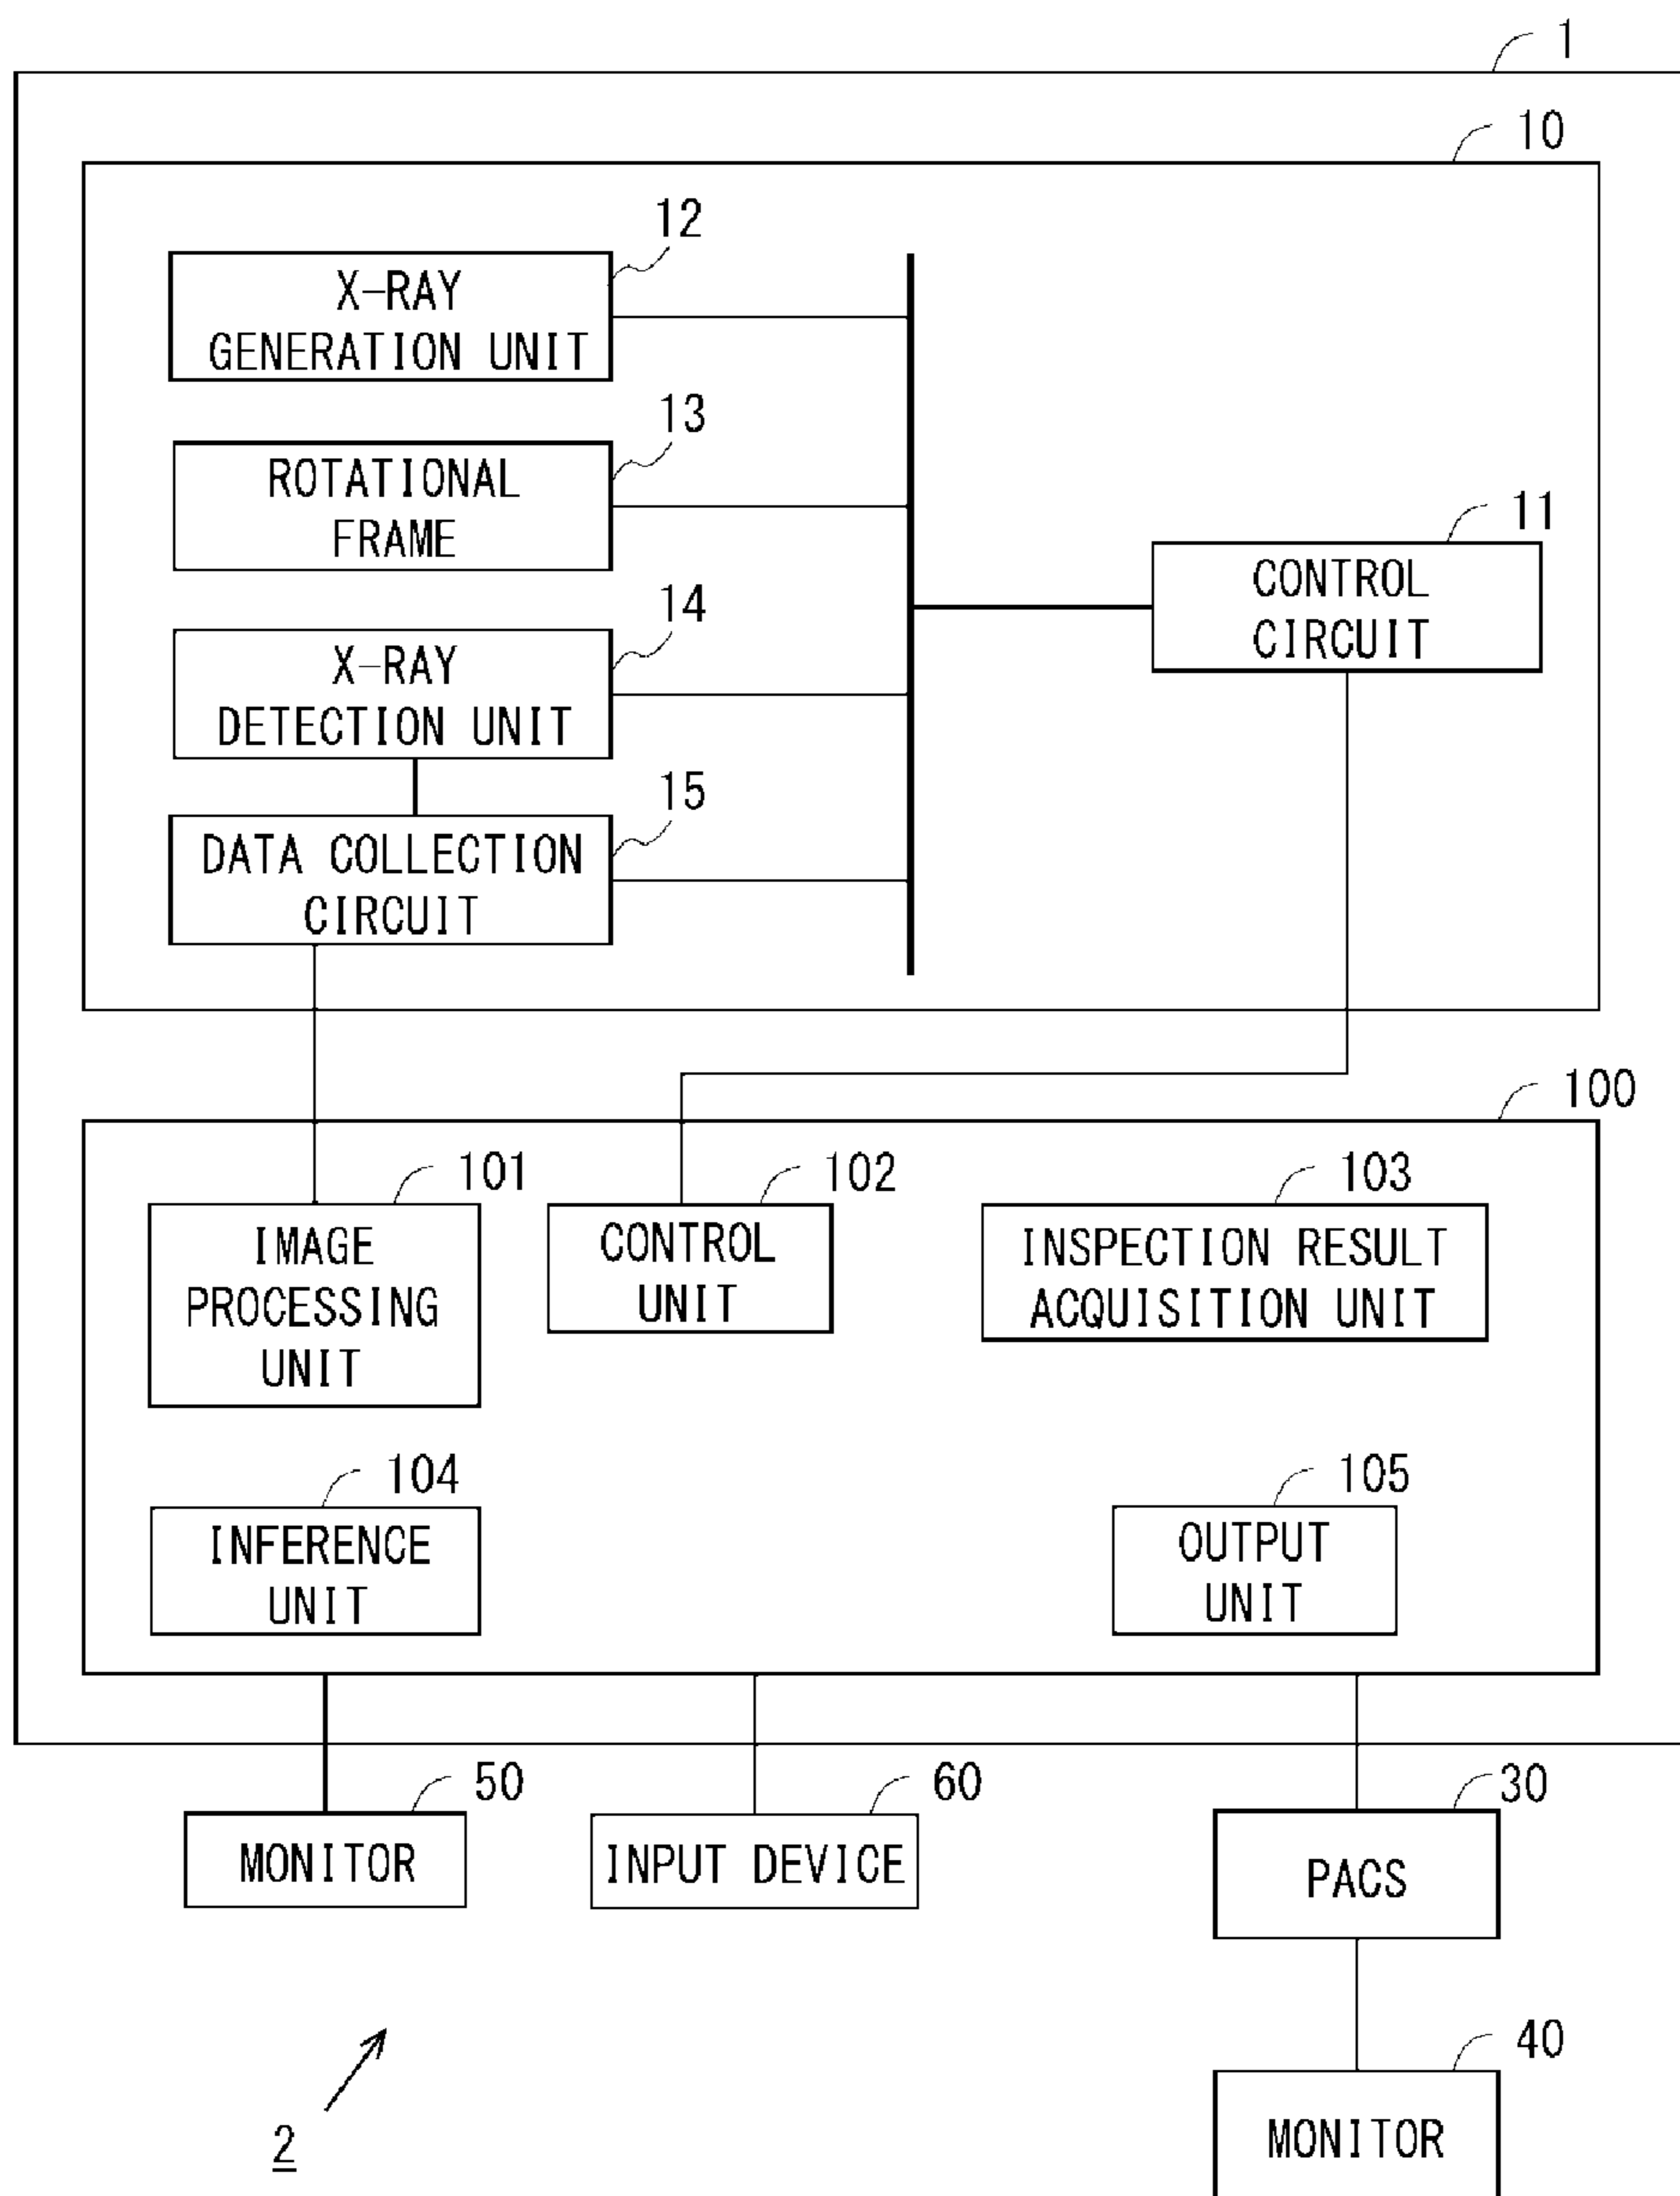 1
10
12
X-RAY
GENERATION UNIT
13
ROTATIONAL
FRAME
11
CONTROL
CIRCUIT
14
X-RAY
DETECTION UNIT
15
DATA COLLECTION
CIRCUIT
100
101
IMAGE
PROCESSING
UNIT
102
CONTROL
UNIT
103
INSPECTION RESULT
ACQUISITION UNIT
104
INFERENCE
UNIT
105
OUTPUT
UNIT
50
MONITOR
60
INPUT DEVICE
30
PACS
40
MONITOR
2